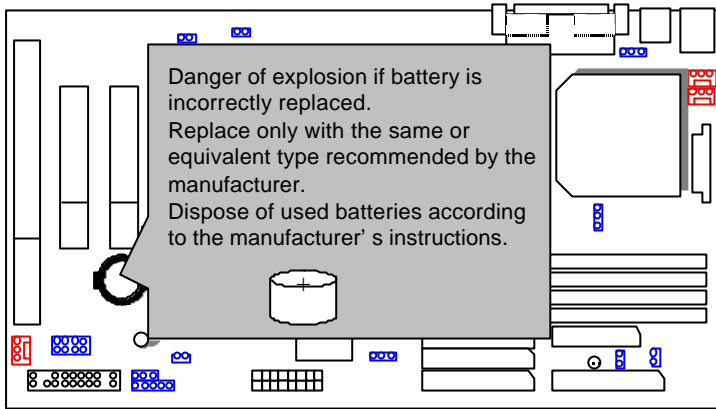 Danger of explosion if battery is
incorrectly replaced.
Replace only with the same or
equivalent type recommended by the
manufacturer.
Dispose of used batteries according
to the manufacturer’ s instructions.